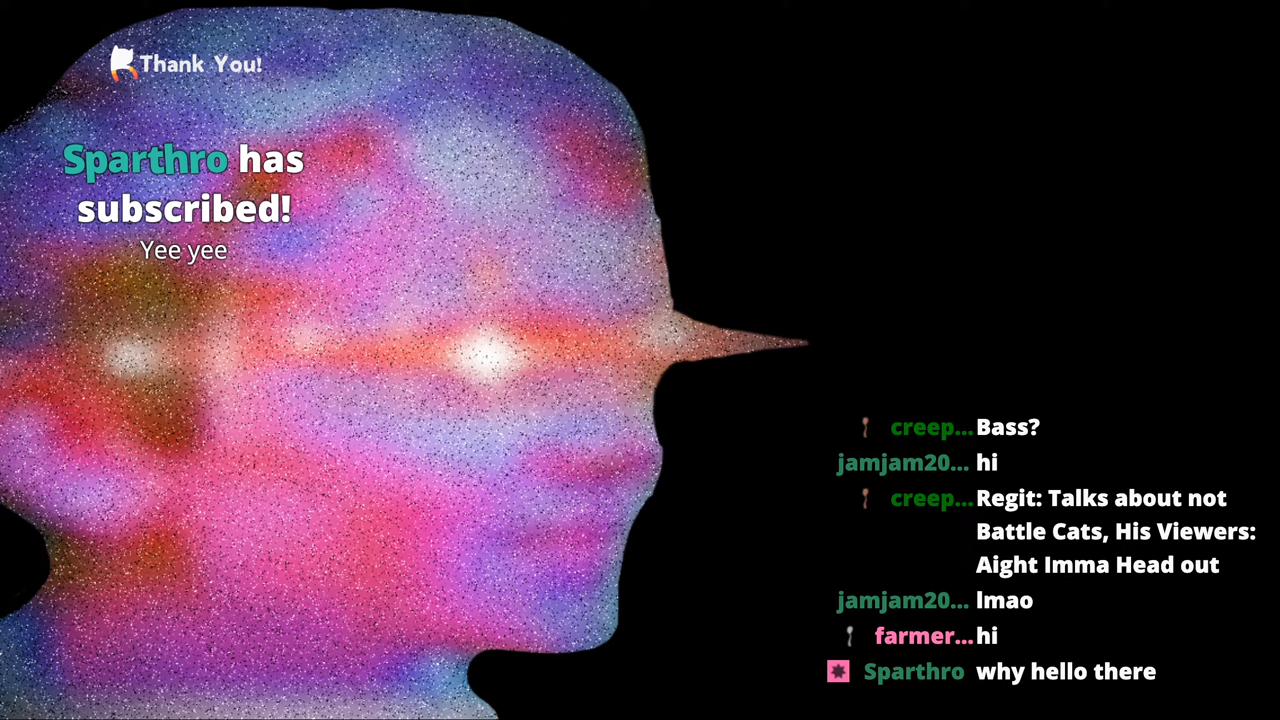 Thank You!
Sparthro has
subscribed!
Yee yee
creep... Bass?
jamjam20... hi
creep... Regit: Talks about not
Battle Cats, His Viewers:
Aight Imma Head out
jamjam20... lmao
farmer... hi
Sparthro why hello there